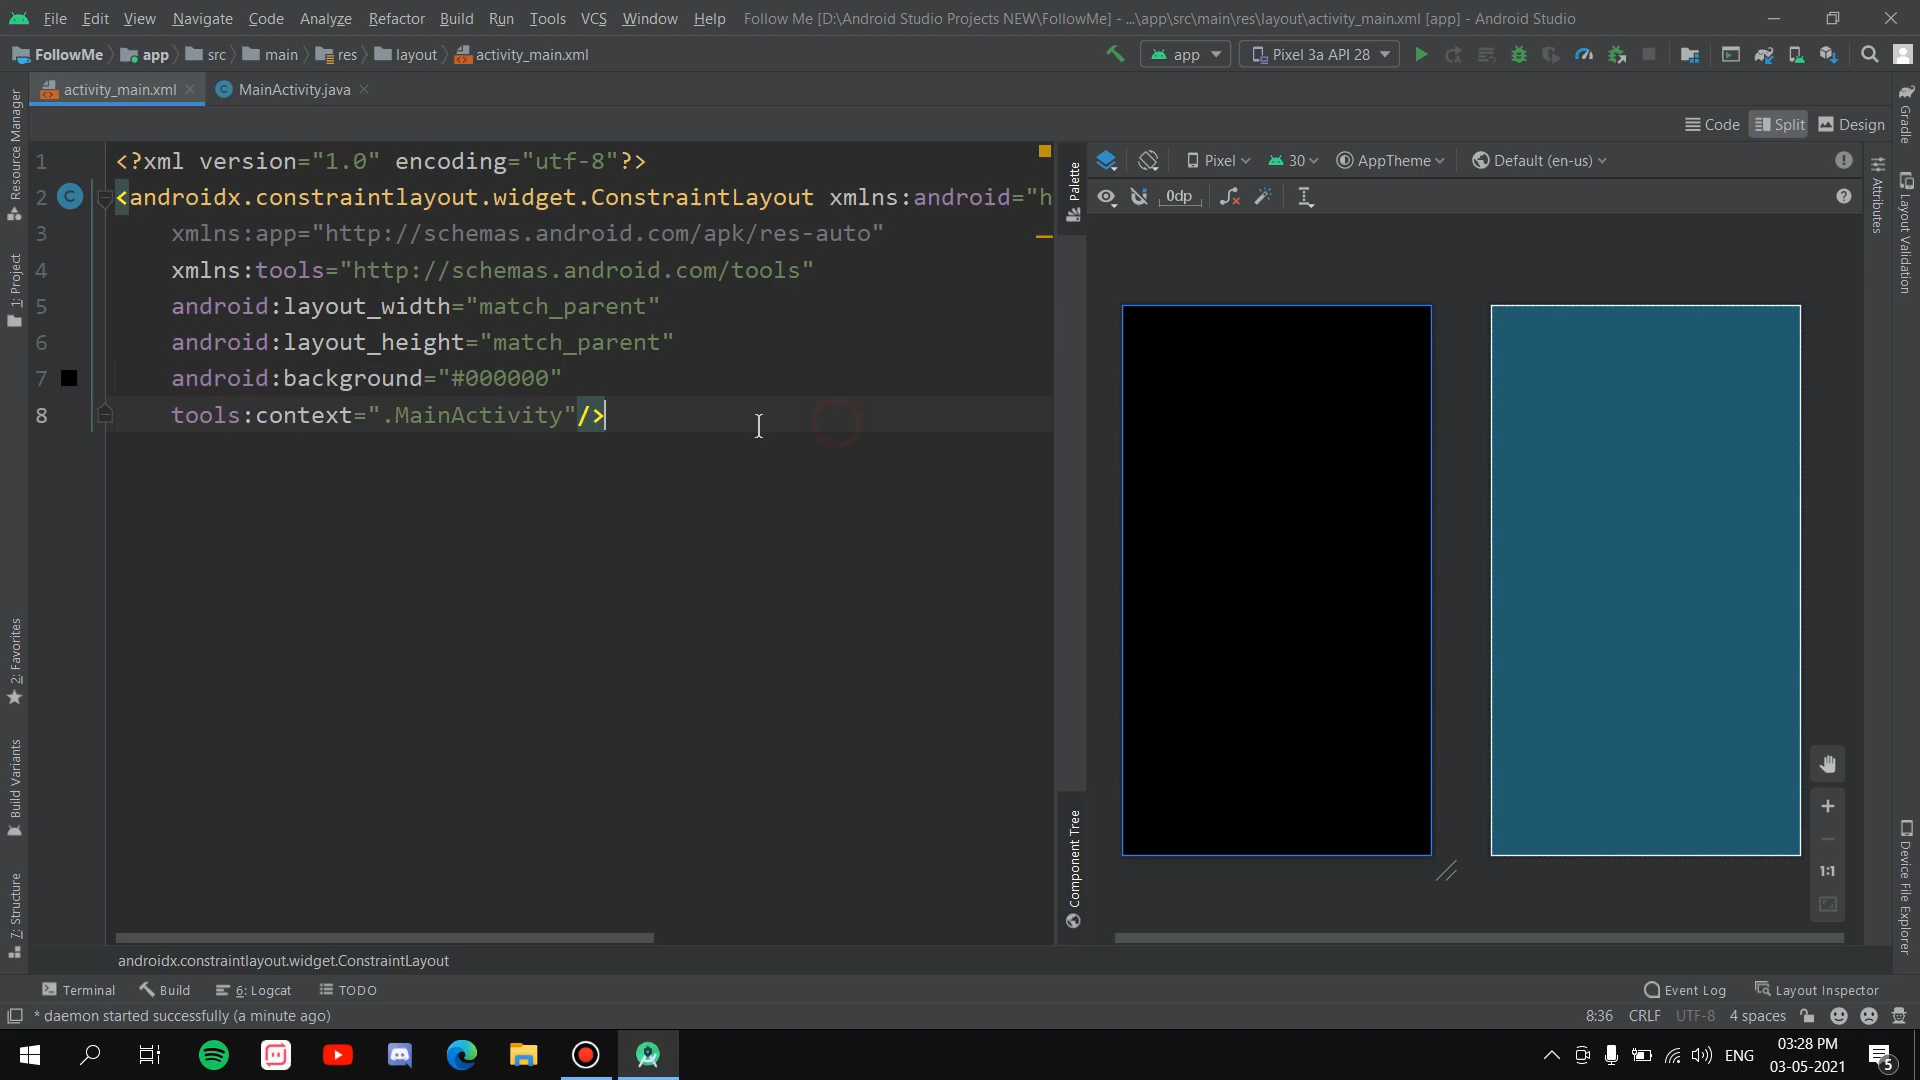 File Edit View Navigate Code Analyze Refactor Build Run Tools VCS Window Help Follow Me [D:\Android Studio Projects NEW\FollowMe] - ...\app\src\main\res\layout\activity_main.xml [app] - Android Studio
FollowMe app src main res layout activity_main.xml app Pixel 3a API 28
activity_main.xml MainActivity.java
Code Split Design
1 <?xml version="1.0" encoding="utf-8"?>
2 <androidx.constraintlayout.widget.ConstraintLayout xmlns:android="h
3 xmlns:app="http://schemas.android.com/apk/res-auto"
4 xmlns:tools="http://schemas.android.com/tools"
5 android:layout_width="match_parent"
6 android:layout_height="match_parent"
7 android:background="#000000"
8 tools:context=".MainActivity"/>
Pixel 30 AppTheme Default (en-us)
0dp
Resource Manager
1: Project
2: Favorites
Build Variants
7: Structure
Palette
Component Tree
Attributes
Gradle
Layout Validation
Device File Explorer
1:1
androidx.constraintlayout.widget.ConstraintLayout
Terminal Build 6: Logcat TODO Event Log Layout Inspector
* daemon started successfully (a minute ago) 8:36 CRLF UTF-8 4 spaces
ENG 03:28 PM
03-05-2021
5